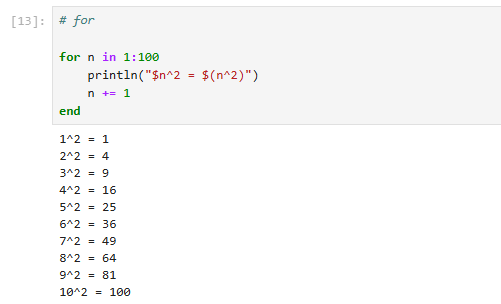 [13]: # for
for n in 1:100
println("$n^2 = $(n^2)")
n += 1
end
1^2 = 1
2^2 = 4
3^2 = 9
4^2 = 16
5^2 = 25
6^2 = 36
7^2 = 49
8^2 = 64
9^2 = 81
10^2 = 100